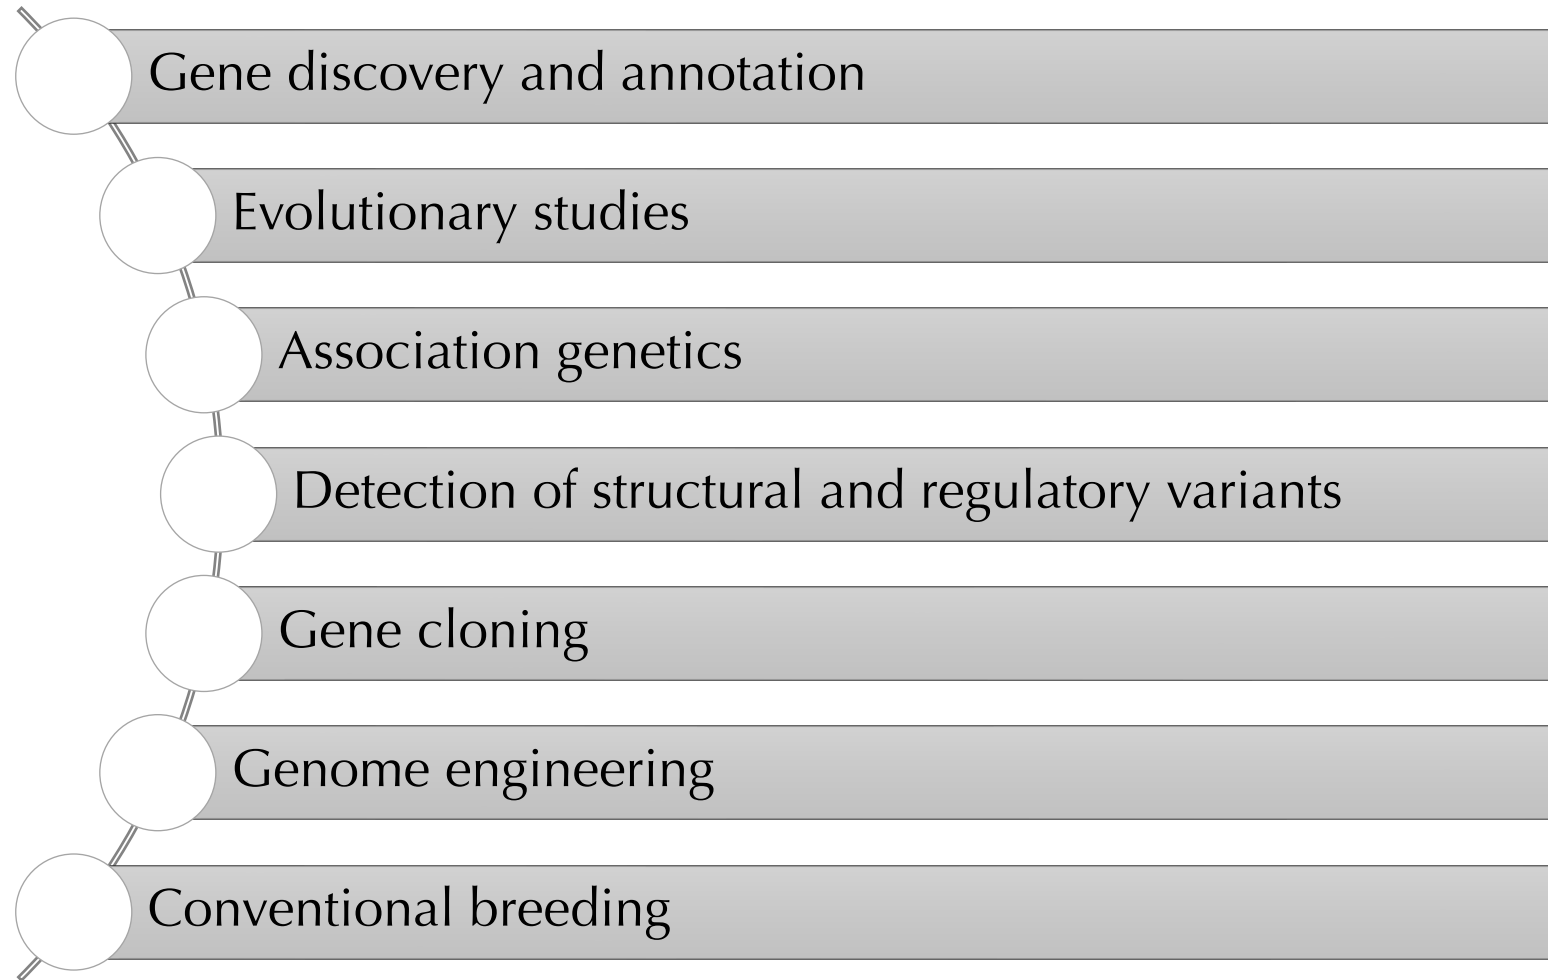 Gene discovery and annotation
Evolutionary studies
Association genetics
Detection of structural and regulatory variants
Gene cloning
Genome engineering
Conventional breeding